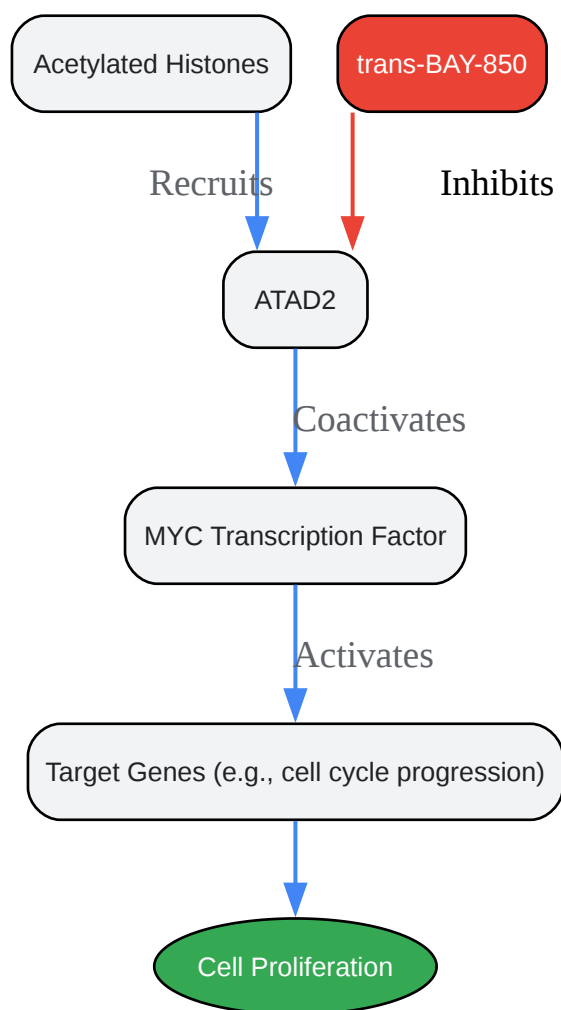 Acetylated Histones
trans-BAY-850
Recruits
Inhibits
ATAD2
Coactivates
MYC Transcription Factor
Activates
Target Genes (e.g., cell cycle progression)
Cell Proliferation